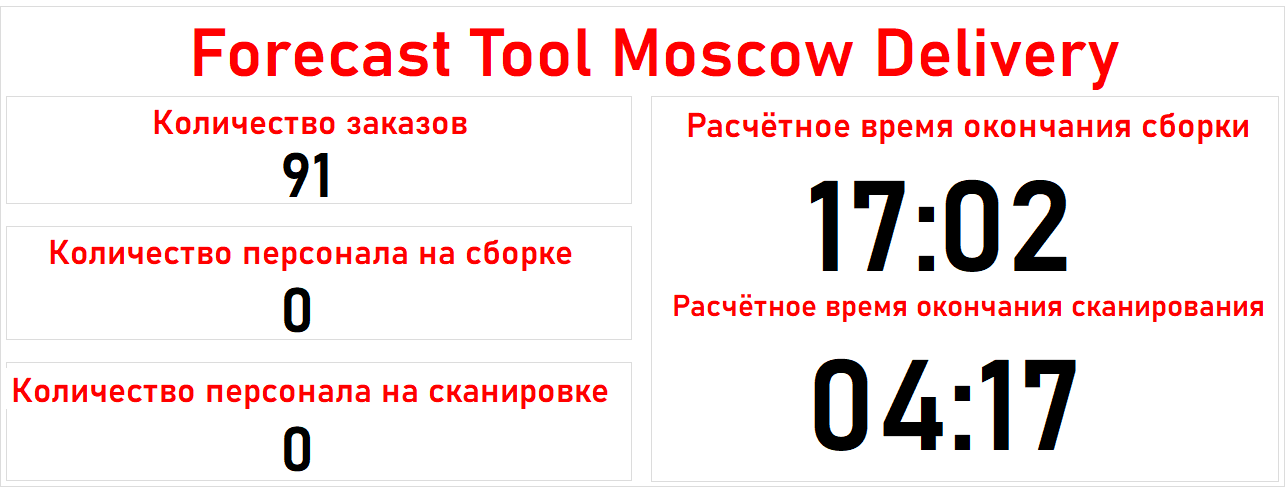 Forecast Tool Moscow Delivery
Количество заказов
91
Количество персонала на сборке
0
Количество персонала на сканировке
0
Расчётное время окончания сборки
17:02
Расчётное время окончания сканирования
04:17